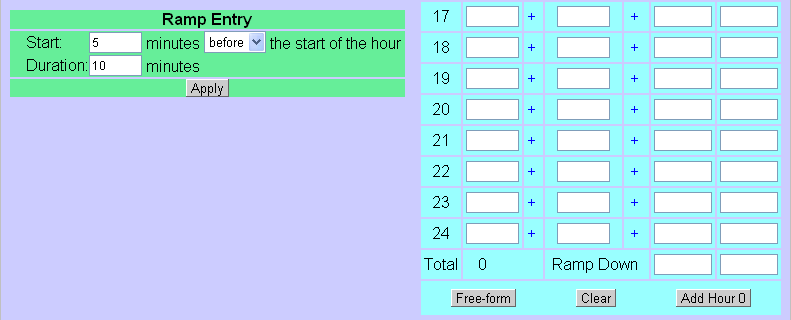 Ramp Entry
Start: 5 minutes before the start of the hour
Duration: 10 minutes
Apply
17 + +
18 + +
19 + +
20 + +
21 + +
22 + +
23 + +
24 + +
Total 0 Ramp Down
Free-form Clear Add Hour 0